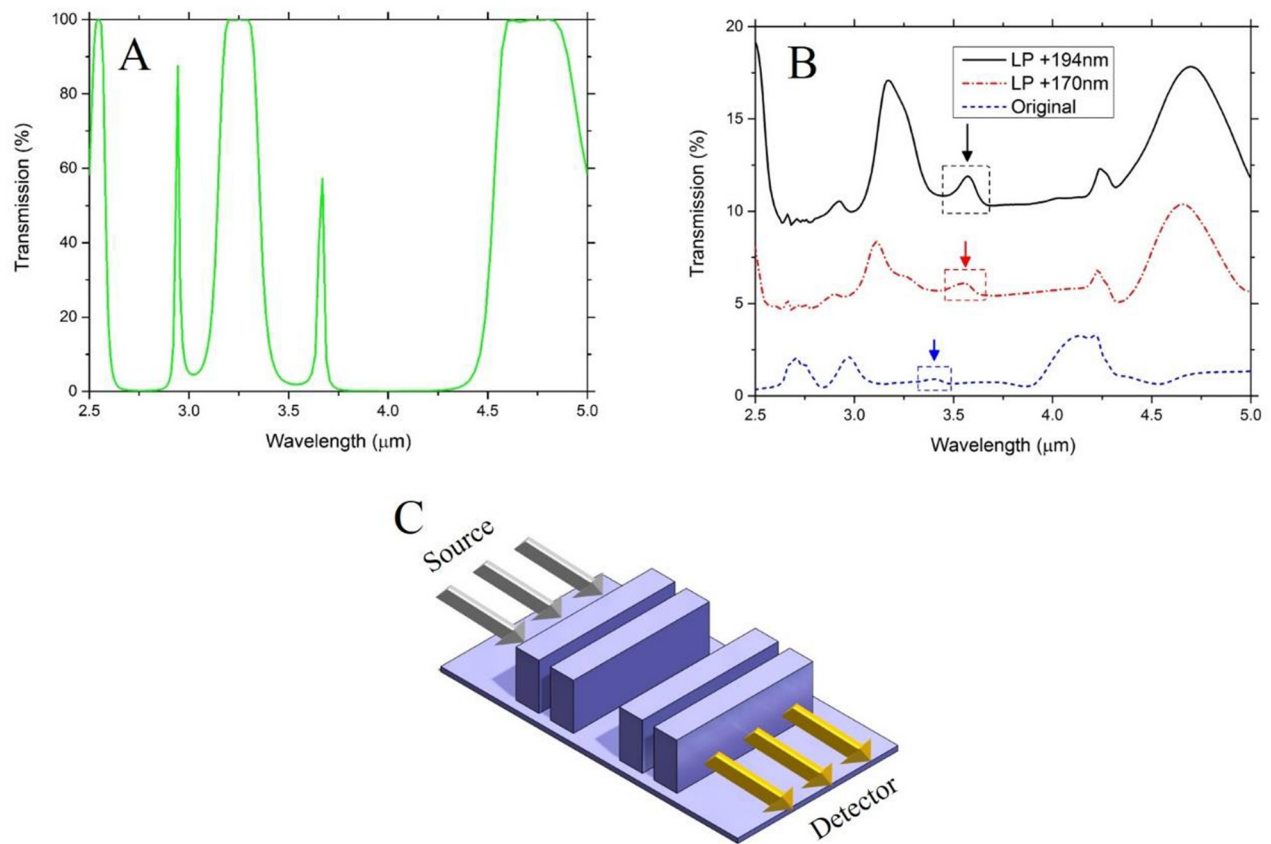 A
Transmission (%)
100
80
60
40
20
0
2.5 3.0 3.5 4.0 4.5 5.0
Wavelength (μm)
B
Transmission (%)
20
15
10
5
0
LP +194nm
LP +170nm
Original
2.5 3.0 3.5 4.0 4.5 5.0
Wavelength (μm)
C
Source
Detector